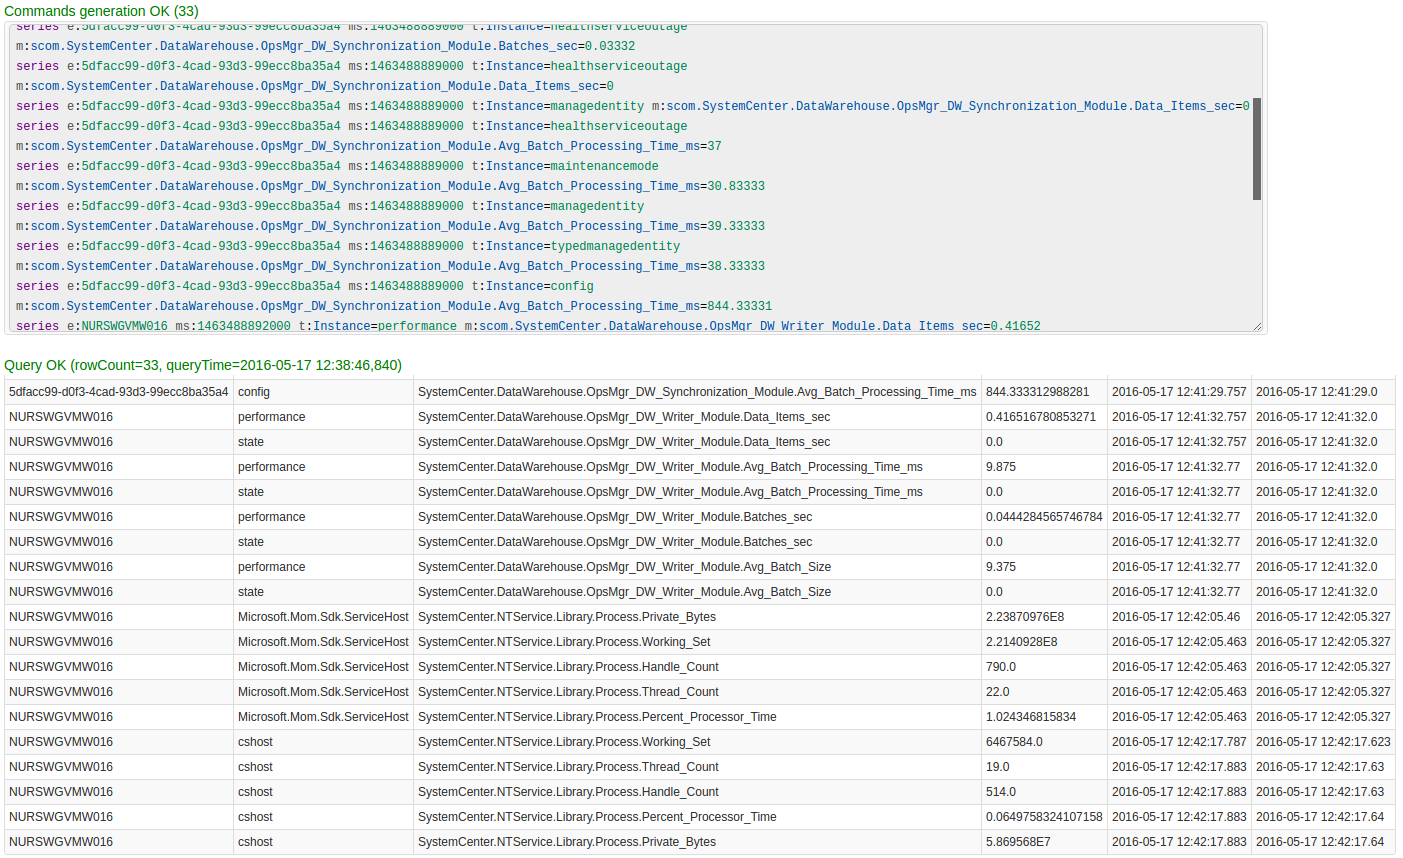 Commands generation OK (33)
series e:5dfacc99-d0f3-4cad-93d3-99ecc8ba35a4 ms:1463488889000 t:Instance=healthserviceoutage
m:scom.SystemCenter.DataWarehouse.OpsMgr_DW_Synchronization_Module.Batches_sec=0.03332
series e:5dfacc99-d0f3-4cad-93d3-99ecc8ba35a4 ms:1463488889000 t:Instance=healthserviceoutage
m:scom.SystemCenter.DataWarehouse.OpsMgr_DW_Synchronization_Module.Data_Items_sec=0
series e:5dfacc99-d0f3-4cad-93d3-99ecc8ba35a4 ms:1463488889000 t:Instance=managedentity m:scom.SystemCenter.DataWarehouse.OpsMgr_DW_Synchronization_Module.Data_Items_sec=0
series e:5dfacc99-d0f3-4cad-93d3-99ecc8ba35a4 ms:1463488889000 t:Instance=healthserviceoutage
m:scom.SystemCenter.DataWarehouse.OpsMgr_DW_Synchronization_Module.Avg_Batch_Processing_Time_ms=37
series e:5dfacc99-d0f3-4cad-93d3-99ecc8ba35a4 ms:1463488889000 t:Instance=maintenancemode
m:scom.SystemCenter.DataWarehouse.OpsMgr_DW_Synchronization_Module.Avg_Batch_Processing_Time_ms=30.83333
series e:5dfacc99-d0f3-4cad-93d3-99ecc8ba35a4 ms:1463488889000 t:Instance=managedentity
m:scom.SystemCenter.DataWarehouse.OpsMgr_DW_Synchronization_Module.Avg_Batch_Processing_Time_ms=39.33333
series e:5dfacc99-d0f3-4cad-93d3-99ecc8ba35a4 ms:1463488889000 t:Instance=typedmanagedentity
m:scom.SystemCenter.DataWarehouse.OpsMgr_DW_Synchronization_Module.Avg_Batch_Processing_Time_ms=38.33333
series e:5dfacc99-d0f3-4cad-93d3-99ecc8ba35a4 ms:1463488889000 t:Instance=config
m:scom.SystemCenter.DataWarehouse.OpsMgr_DW_Synchronization_Module.Avg_Batch_Processing_Time_ms=844.33331
series e:NURSWGVMW016 ms:1463488892000 t:Instance=performance m:scom.SystemCenter.DataWarehouse.OpsMgr_DW_Writer_Module.Data_Items_sec=0.41652
Query OK (rowCount=33, queryTime=2016-05-17 12:38:46,840)
5dfacc99-d0f3-4cad-93d3-99ecc8ba35a4 config SystemCenter.DataWarehouse.OpsMgr_DW_Synchronization_Module.Avg_Batch_Processing_Time_ms 844.333312988281 2016-05-17 12:41:29.757 2016-05-17 12:41:29.0
NURSWGVMW016 performance SystemCenter.DataWarehouse.OpsMgr_DW_Writer_Module.Data_Items_sec 0.416516780853271 2016-05-17 12:41:32.757 2016-05-17 12:41:32.0
NURSWGVMW016 state SystemCenter.DataWarehouse.OpsMgr_DW_Writer_Module.Data_Items_sec 0.0 2016-05-17 12:41:32.757 2016-05-17 12:41:32.0
NURSWGVMW016 performance SystemCenter.DataWarehouse.OpsMgr_DW_Writer_Module.Avg_Batch_Processing_Time_ms 9.875 2016-05-17 12:41:32.77 2016-05-17 12:41:32.0
NURSWGVMW016 state SystemCenter.DataWarehouse.OpsMgr_DW_Writer_Module.Avg_Batch_Processing_Time_ms 0.0 2016-05-17 12:41:32.77 2016-05-17 12:41:32.0
NURSWGVMW016 performance SystemCenter.DataWarehouse.OpsMgr_DW_Writer_Module.Batches_sec 0.0444284565746784 2016-05-17 12:41:32.77 2016-05-17 12:41:32.0
NURSWGVMW016 state SystemCenter.DataWarehouse.OpsMgr_DW_Writer_Module.Batches_sec 0.0 2016-05-17 12:41:32.77 2016-05-17 12:41:32.0
NURSWGVMW016 performance SystemCenter.DataWarehouse.OpsMgr_DW_Writer_Module.Avg_Batch_Size 9.375 2016-05-17 12:41:32.77 2016-05-17 12:41:32.0
NURSWGVMW016 state SystemCenter.DataWarehouse.OpsMgr_DW_Writer_Module.Avg_Batch_Size 0.0 2016-05-17 12:41:32.77 2016-05-17 12:41:32.0
NURSWGVMW016 Microsoft.Mom.Sdk.ServiceHost SystemCenter.NTService.Library.Process.Private_Bytes 2.23870976E8 2016-05-17 12:42:05.46 2016-05-17 12:42:05.327
NURSWGVMW016 Microsoft.Mom.Sdk.ServiceHost SystemCenter.NTService.Library.Process.Working_Set 2.2140928E8 2016-05-17 12:42:05.463 2016-05-17 12:42:05.327
NURSWGVMW016 Microsoft.Mom.Sdk.ServiceHost SystemCenter.NTService.Library.Process.Handle_Count 790.0 2016-05-17 12:42:05.463 2016-05-17 12:42:05.327
NURSWGVMW016 Microsoft.Mom.Sdk.ServiceHost SystemCenter.NTService.Library.Process.Thread_Count 22.0 2016-05-17 12:42:05.463 2016-05-17 12:42:05.327
NURSWGVMW016 Microsoft.Mom.Sdk.ServiceHost SystemCenter.NTService.Library.Process.Percent_Processor_Time 1.024346815834 2016-05-17 12:42:05.463 2016-05-17 12:42:05.327
NURSWGVMW016 cshost SystemCenter.NTService.Library.Process.Working_Set 6467584.0 2016-05-17 12:42:17.787 2016-05-17 12:42:17.623
NURSWGVMW016 cshost SystemCenter.NTService.Library.Process.Thread_Count 19.0 2016-05-17 12:42:17.883 2016-05-17 12:42:17.63
NURSWGVMW016 cshost SystemCenter.NTService.Library.Process.Handle_Count 514.0 2016-05-17 12:42:17.883 2016-05-17 12:42:17.63
NURSWGVMW016 cshost SystemCenter.NTService.Library.Process.Percent_Processor_Time 0.0649758324107158 2016-05-17 12:42:17.883 2016-05-17 12:42:17.64
NURSWGVMW016 cshost SystemCenter.NTService.Library.Process.Private_Bytes 5.869568E7 2016-05-17 12:42:17.883 2016-05-17 12:42:17.64